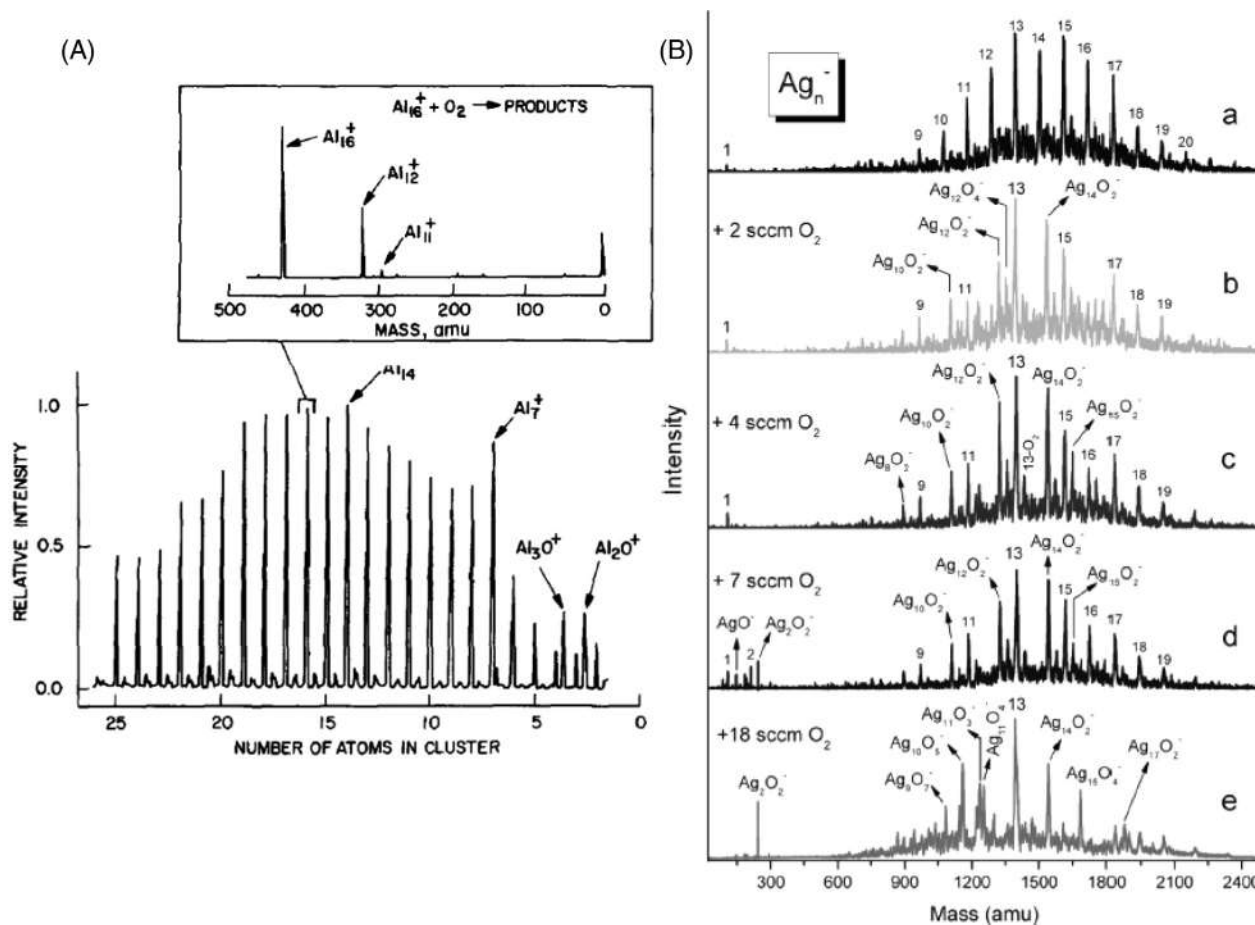 (A)
Al16+ + O2 → PRODUCTS
Al16+
Al12+
Al11+
500 400 300 200 100 0
MASS, amu
Al14
Al7+
Al3O+
Al2O+
1.0
0.5
0.0
RELATIVE INTENSITY
25 20 15 10 5 0
NUMBER OF ATOMS IN CLUSTER
(B)
Agn-
1 9 10 11 12 13 14 15 16 17 18 19 20
a
+ 2 sccm O2
Ag10O2-
Ag12O2-
Ag12O4-
Ag14O2-
1 9 11 13 15 17 18 19
b
+ 4 sccm O2
Ag8O2-
Ag10O2-
Ag12O2-
13-O2
Ag14O2-
Ag15O2-
1 9 11 13 15 16 17 18 19
c
+ 7 sccm O2
AgO-
Ag2O2-
Ag10O2-
Ag12O2-
Ag14O2-
Ag15O2-
1 2 9 11 13 15 16 17 18 19
d
+18 sccm O2
Ag2O2-
Ag9O7-
Ag10O5-
Ag11O3-
Ag11O4-
13
Ag14O2-
Ag15O4-
Ag17O2-
e
Intensity
300 600 900 1200 1500 1800 2100 2400
Mass (amu)